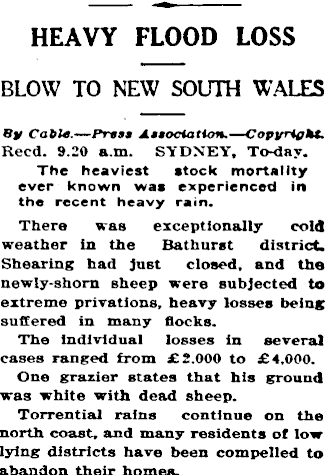 HEAVY FLOOD LOSS
BLOW TO NEW SOUTH WALES
By Cable.—Press Association.—Copyright.
Recd. 9.20 a.m. SYDNEY, To-day.
The heaviest stock mortality
ever known was experienced in
the recent heavy rain.
There was exceptionally cold
weather in the Bathurst district.
Shearing had just closed, and the
newly-shorn sheep were subjected to
extreme privations, heavy losses being
suffered in many flocks.
The individual losses in several
cases ranged from £2,000 to £4,000.
One grazier states that his ground
was white with dead sheep.
Torrential rains continue on the
north coast, and many residents of low
lying districts have been compelled to
abandon their homes.